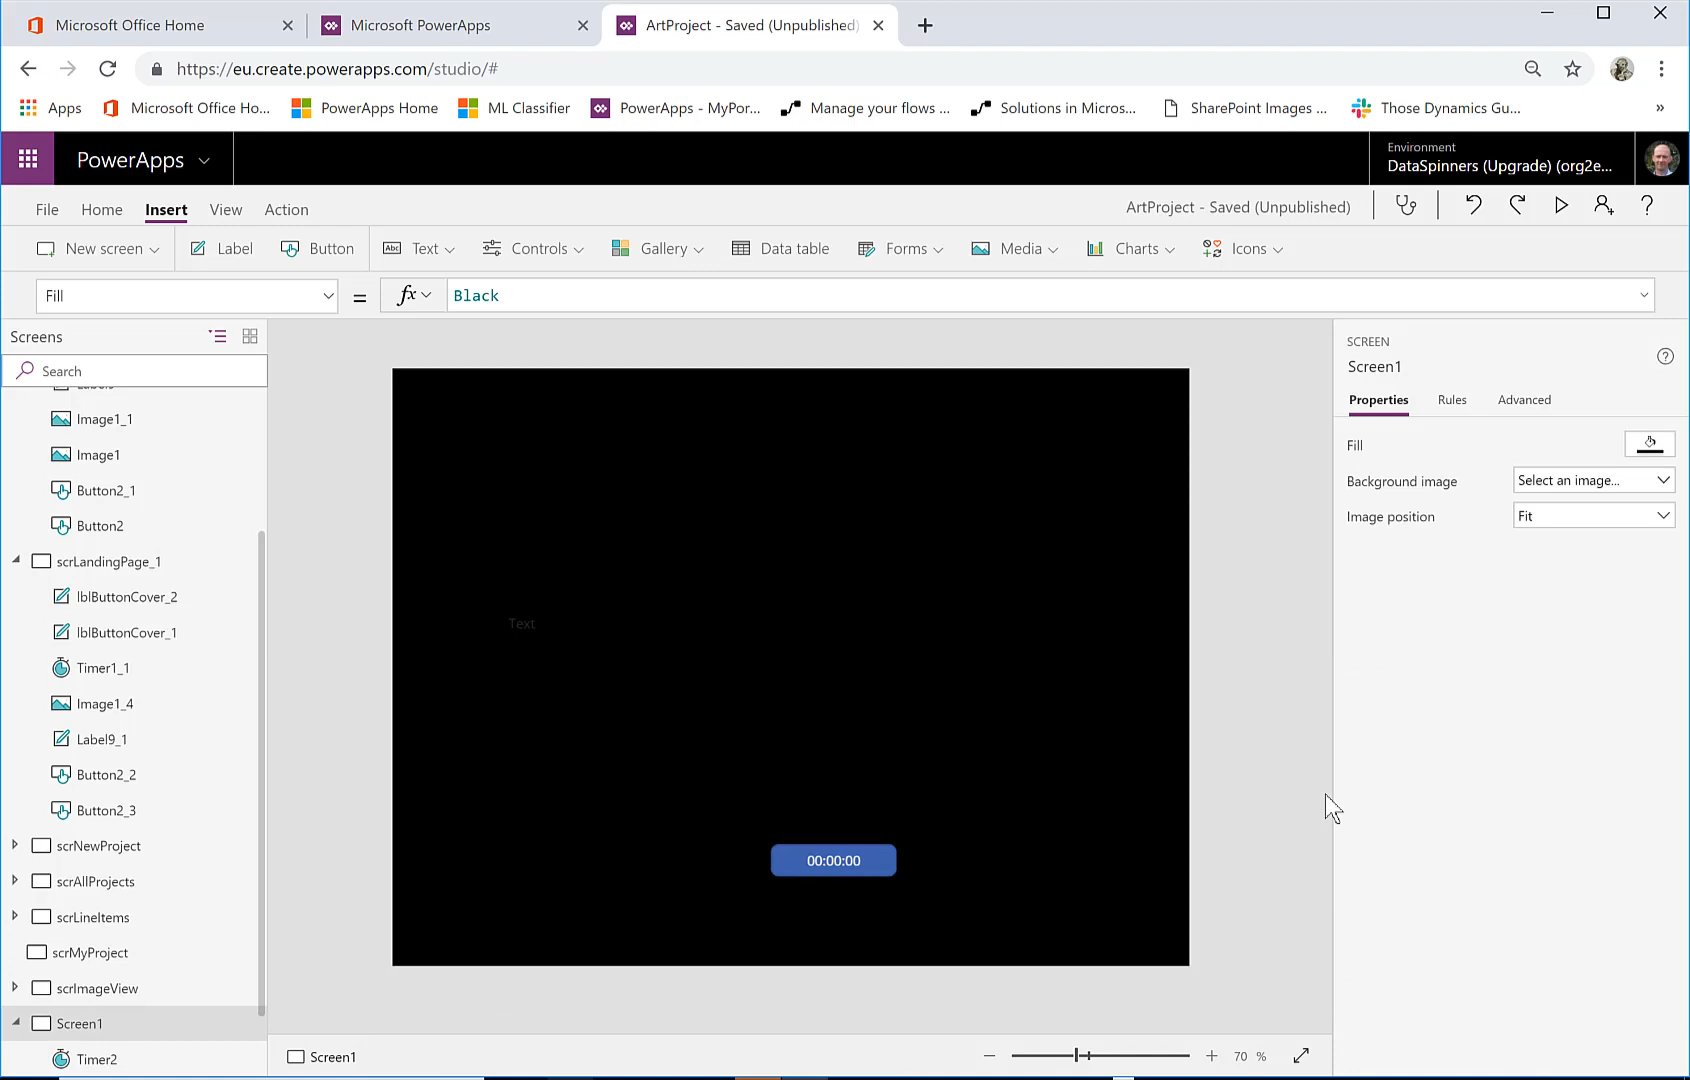 Microsoft Office Home
Microsoft PowerApps
ArtProject - Saved (Unpublished)
https://eu.create.powerapps.com/studio/#
Apps
Microsoft Office Ho...
PowerApps Home
ML Classifier
PowerApps - MyPor...
Manage your flows ...
Solutions in Micros...
SharePoint Images ...
Those Dynamics Gu...
PowerApps
Environment
DataSpinners (Upgrade) (org2e...
File
Home
Insert
View
Action
ArtProject - Saved (Unpublished)
New screen
Label
Button
Text
Controls
Gallery
Data table
Forms
Media
Charts
Icons
Fill
=
fx
Black
Screens
Search
Image1_1
Image1
Button2_1
Button2
scrLandingPage_1
lblButtonCover_2
lblButtonCover_1
Timer1_1
Image1_4
Label9_1
Button2_2
Button2_3
scrNewProject
scrAllProjects
scrLineItems
scrMyProject
scrImageView
Screen1
Timer2
Text
00:00:00
Screen1
70 %
SCREEN
Screen1
Properties
Rules
Advanced
Fill
Background image
Select an image...
Image position
Fit